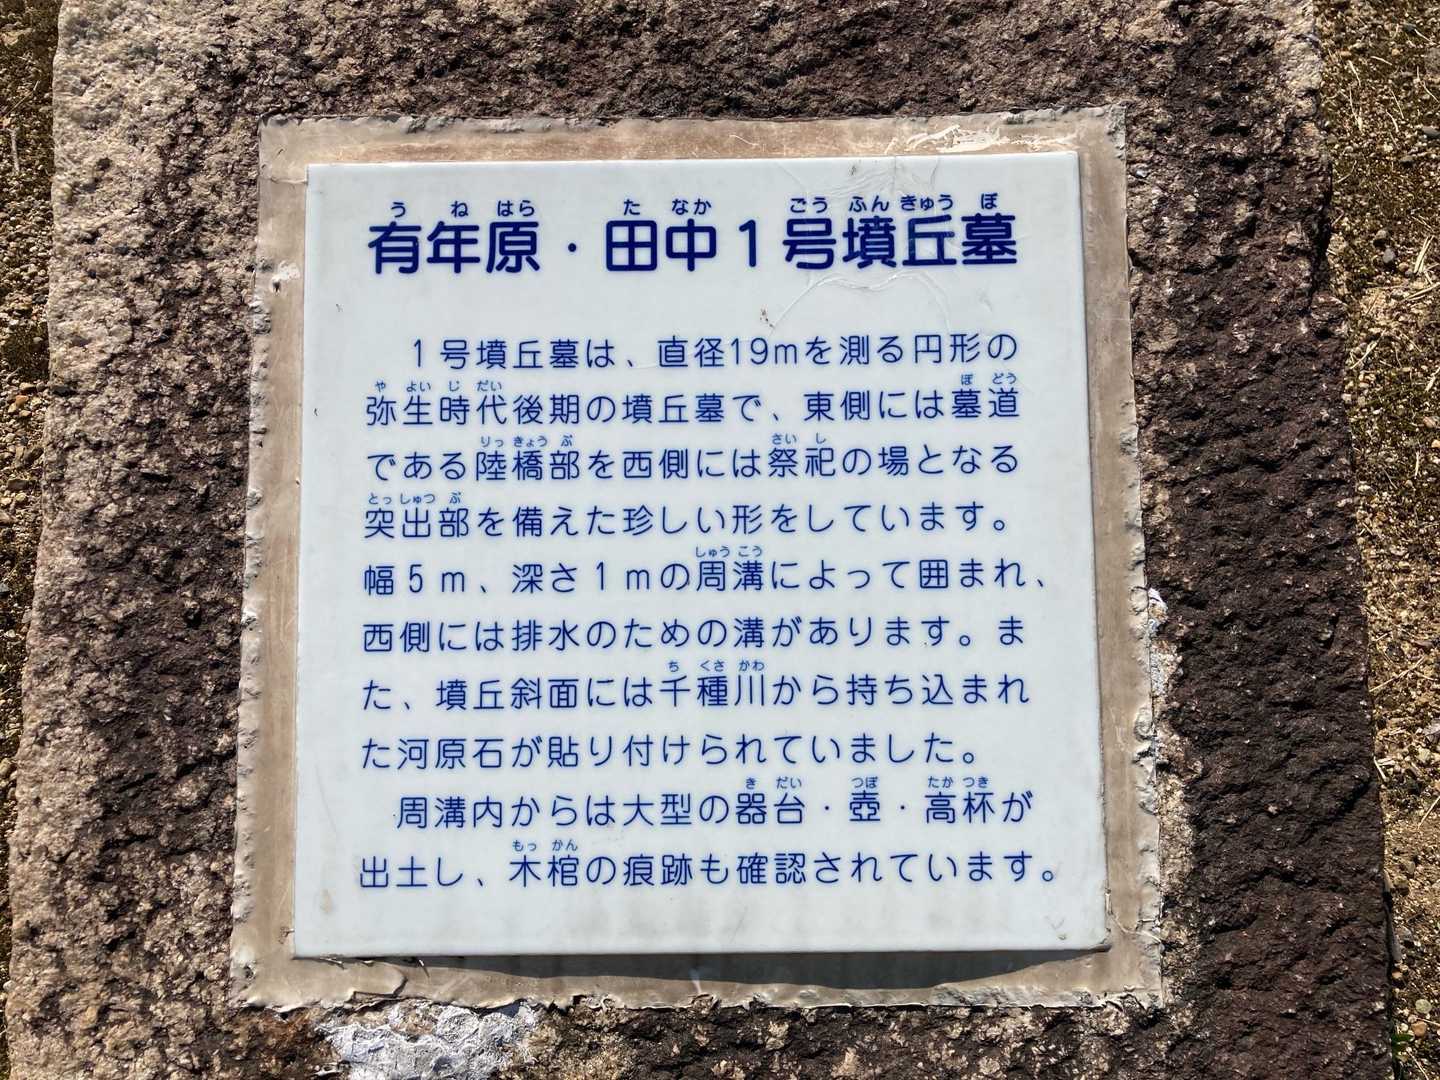 有年原・田中１号墳丘墓
１号墳丘墓は、直径19mを測る円形の
弥生時代後期の墳丘墓で、東側には墓道
である陸橋部を西側には祭祀の場となる
突出部を備えた珍しい形をしています。
幅５ｍ、深さ１ｍの周溝によって囲まれ、
西側には排水のための溝があります。ま
た、墳丘斜面には千種川から持ち込まれ
た河原石が貼り付けられていました。
周溝内からは大型の器台・壺・高杯が
出土し、木棺の痕跡も確認されています。